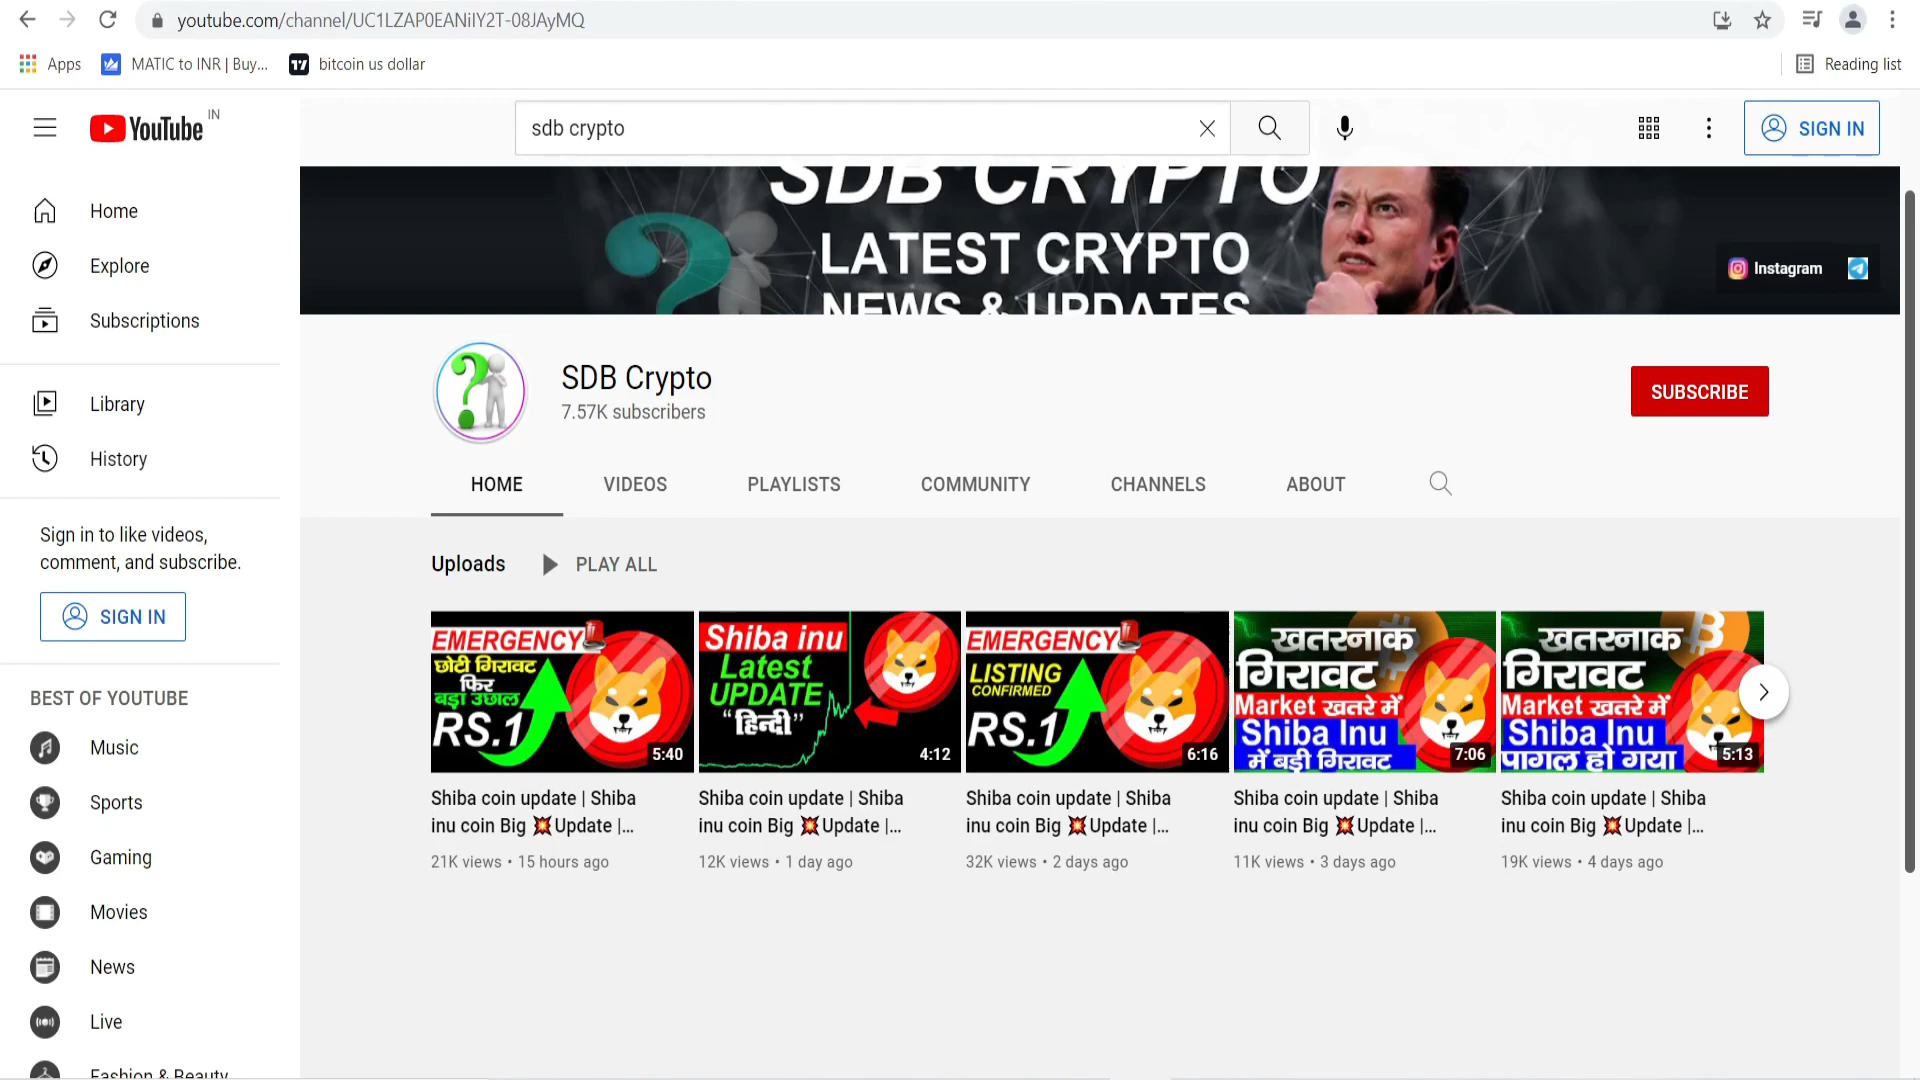 youtube.com/channel/UC1LZAP0EANiIY2T-08JAyMQ
Apps
MATIC to INR | Buy...
bitcoin us dollar
Reading list
YouTube IN
sdb crypto
SIGN IN
SDB CRYPTO
LATEST CRYPTO
NEWS & UPDATES
Instagram
Home
Explore
Subscriptions
Library
History
Sign in to like videos,
comment, and subscribe.
SIGN IN
BEST OF YOUTUBE
Music
Sports
Gaming
Movies
News
Live
Fashion & Beauty
SDB Crypto
7.57K subscribers
SUBSCRIBE
HOME
VIDEOS
PLAYLISTS
COMMUNITY
CHANNELS
ABOUT
Uploads
PLAY ALL
EMERGENCY
छोटी गिरावट
फिर
बड़ा उछाल
RS.1
5:40
Shiba coin update | Shiba
inu coin Big 💥Update |...
21K views • 15 hours ago
Shiba inu
Latest
UPDATE
“हिन्दी”
4:12
Shiba coin update | Shiba
inu coin Big 💥Update |...
12K views • 1 day ago
EMERGENCY
LISTING
CONFIRMED
RS.1
6:16
Shiba coin update | Shiba
inu coin Big 💥Update |...
32K views • 2 days ago
खतरनाक
गिरावट
Market खतरे में
Shiba Inu
में बड़ी गिरावट
7:06
Shiba coin update | Shiba
inu coin Big 💥Update |...
11K views • 3 days ago
खतरनाक
गिरावट
Market खतरे में
Shiba Inu
पागल हो गया
5:13
Shiba coin update | Shiba
inu coin Big 💥Update |...
19K views • 4 days ago